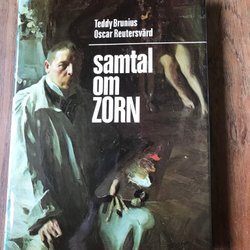 Teddy Brunius
Oscar Reutersvärd
samtal
om
ZORN